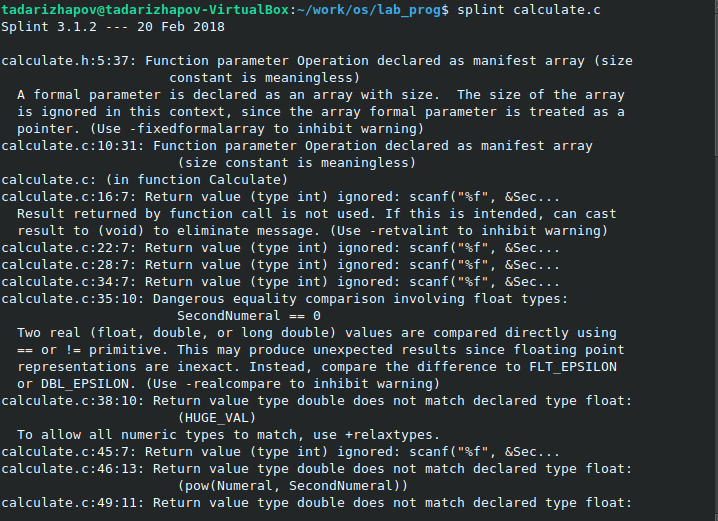 tadarizhapov@tadarizhapov-VirtualBox:~/work/os/lab_prog$ splint calculate.c
Splint 3.1.2 --- 20 Feb 2018

calculate.h:5:37: Function parameter Operation declared as manifest array (size
                     constant is meaningless)
  A formal parameter is declared as an array with size.  The size of the array
  is ignored in this context, since the array formal parameter is treated as a
  pointer. (Use -fixedformalarray to inhibit warning)
calculate.c:10:31: Function parameter Operation declared as manifest array
                      (size constant is meaningless)
calculate.c: (in function Calculate)
calculate.c:16:7: Return value (type int) ignored: scanf("%f", &Sec...
  Result returned by function call is not used. If this is intended, can cast
  result to (void) to eliminate message. (Use -retvalint to inhibit warning)
calculate.c:22:7: Return value (type int) ignored: scanf("%f", &Sec...
calculate.c:28:7: Return value (type int) ignored: scanf("%f", &Sec...
calculate.c:34:7: Return value (type int) ignored: scanf("%f", &Sec...
calculate.c:35:10: Dangerous equality comparison involving float types:
                      SecondNumeral == 0
  Two real (float, double, or long double) values are compared directly using
  == or != primitive. This may produce unexpected results since floating point
  representations are inexact. Instead, compare the difference to FLT_EPSILON
  or DBL_EPSILON. (Use -realcompare to inhibit warning)
calculate.c:38:10: Return value type double does not match declared type float:
                      (HUGE_VAL)
  To allow all numeric types to match, use +relaxtypes.
calculate.c:45:7: Return value (type int) ignored: scanf("%f", &Sec...
calculate.c:46:13: Return value type double does not match declared type float:
                      (pow(Numeral, SecondNumeral))
calculate.c:49:11: Return value type double does not match declared type float: